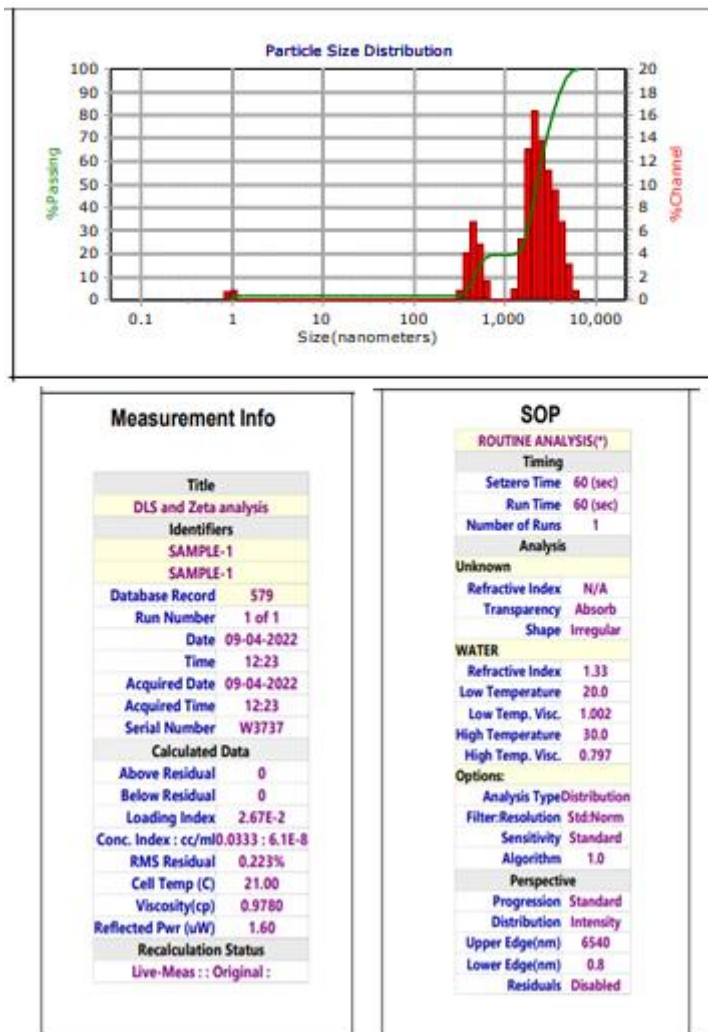 Particle Size Distribution
%Passing
100
90
80
70
60
50
40
30
20
10
0
20
18
16
14
12
10
8
6
4
2
0
%Channel
0.1 1 10 100 1,000 10,000
Size(nanometers)
Measurement Info
Title
DLS and Zeta analysis
Identifiers
SAMPLE-1
SAMPLE-1
Database Record 579
Run Number 1 of 1
Date 09-04-2022
Time 12:23
Acquired Date 09-04-2022
Acquired Time 12:23
Serial Number W3737
Calculated Data
Above Residual 0
Below Residual 0
Loading Index 2.67E-2
Conc. Index : cc/ml 0.0333 : 6.1E-8
RMS Residual 0.223%
Cell Temp (C) 21.00
Viscosity(cp) 0.9780
Reflected Pwr (uW) 1.60
Recalculation Status
Live-Meas : : Original :
SOP
ROUTINE ANALYSIS(*)
Timing
Setzero Time 60 (sec)
Run Time 60 (sec)
Number of Runs 1
Analysis
Unknown
Refractive Index N/A
Transparency Absorb
Shape Irregular
WATER
Refractive Index 1.33
Low Temperature 20.0
Low Temp. Visc. 1.002
High Temperature 30.0
High Temp. Visc. 0.797
Options:
Analysis Type Distribution
Filter:Resolution Std:Norm
Sensitivity Standard
Algorithm 1.0
Perspective
Progression Standard
Distribution Intensity
Upper Edge(nm) 6540
Lower Edge(nm) 0.8
Residuals Disabled